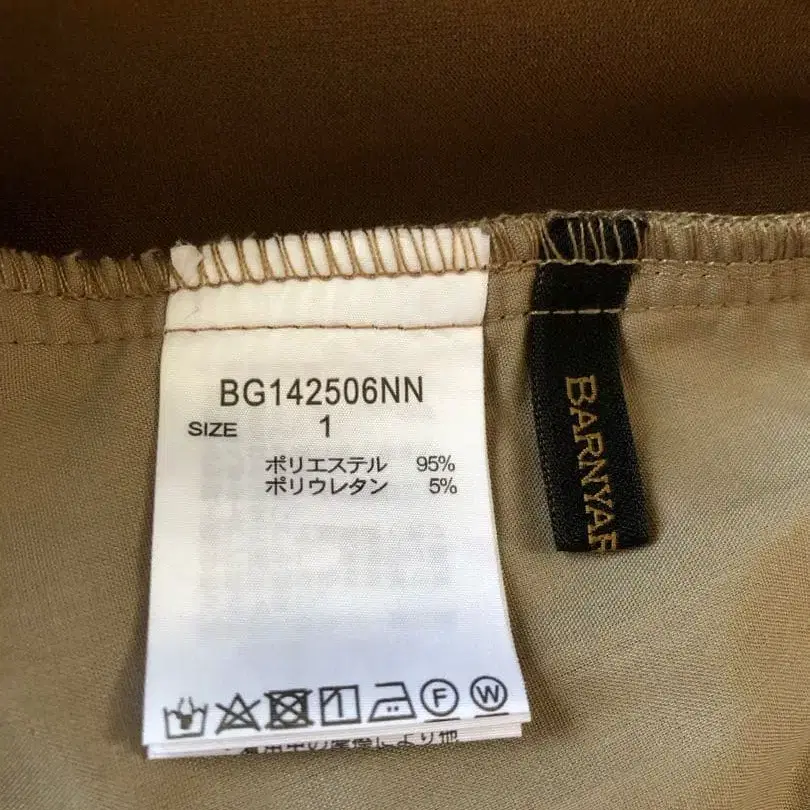 BG142506NN
SIZE 1
ポリエステル 95%
ポリウレタン 5%
F W
BARNYAR